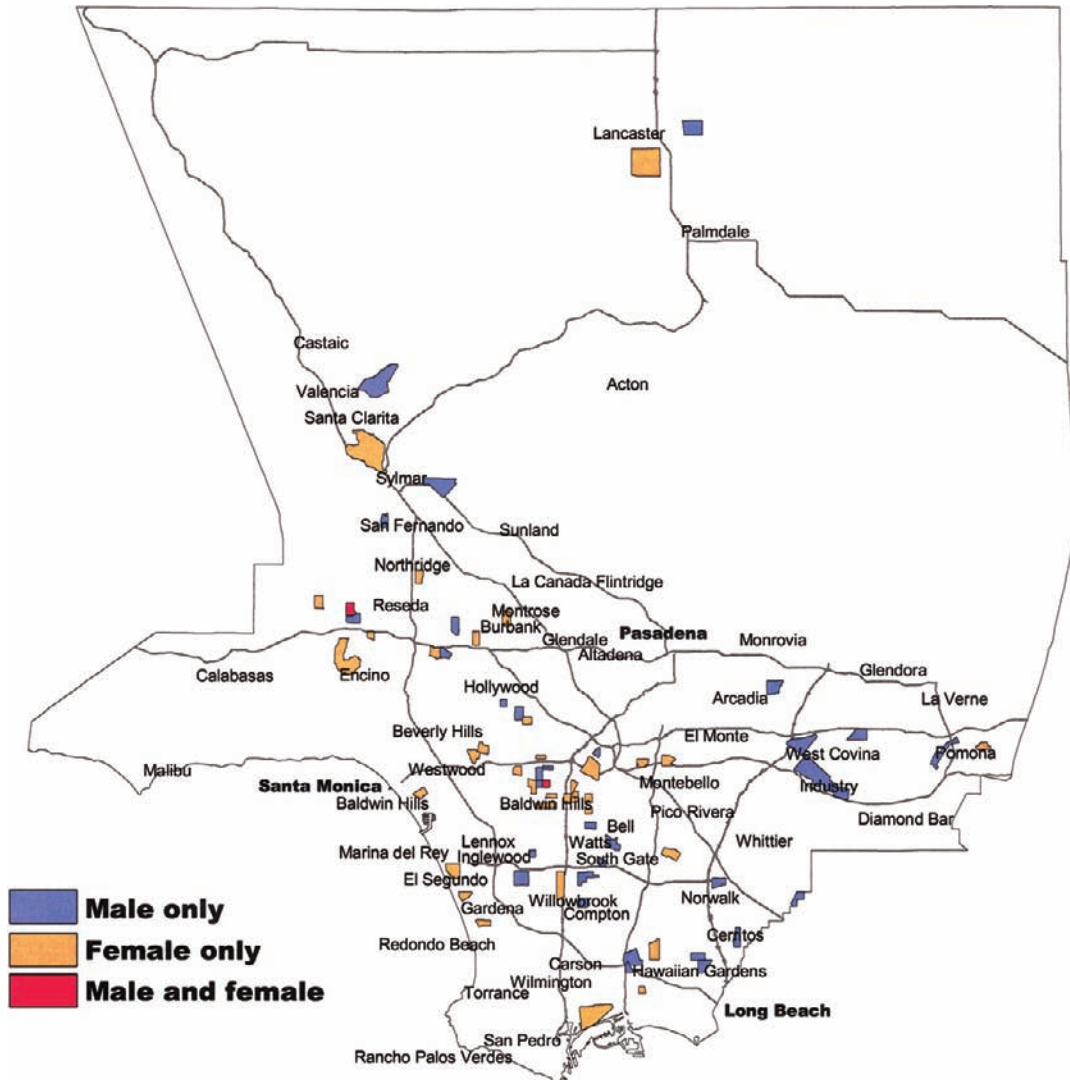 Lancaster
Palmdale
Castaic
Valencia
Acton
Santa Clarita
Sylmar
San Fernando
Sunland
Northridge
La Canada Flintridge
Reseda
Montrose
Burbank
Pasadena
Glendale
Monrovia
Altadena
Glendora
Calabasas
Encino
Hollywood
Arcadia
La Verne
Beverly Hills
El Monte
West Covina
Pomona
Malibu
Westwood
Santa Monica
Montebello
Industry
Baldwin Hills
Baldwin Hills
Pico Rivera
Diamond Bar
Bell
Lennox
Watts
Whittier
Marina del Rey
Inglewood
South Gate
El Segundo
Willowbrook
Norwalk
Gardena
Compton
Male only
Redondo Beach
Cerritos
Female only
Carson
Hawaiian Gardens
Male and female
Wilmington
Torrance
Long Beach
San Pedro
Rancho Palos Verdes